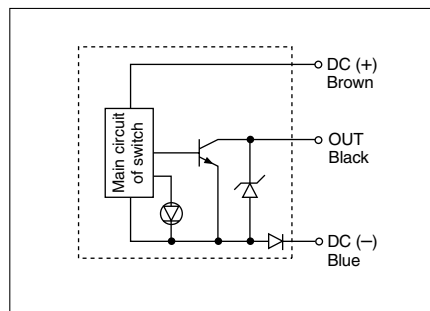 DC (+)
Brown
Main circuit
of switch
OUT
Black
DC (–)
Blue